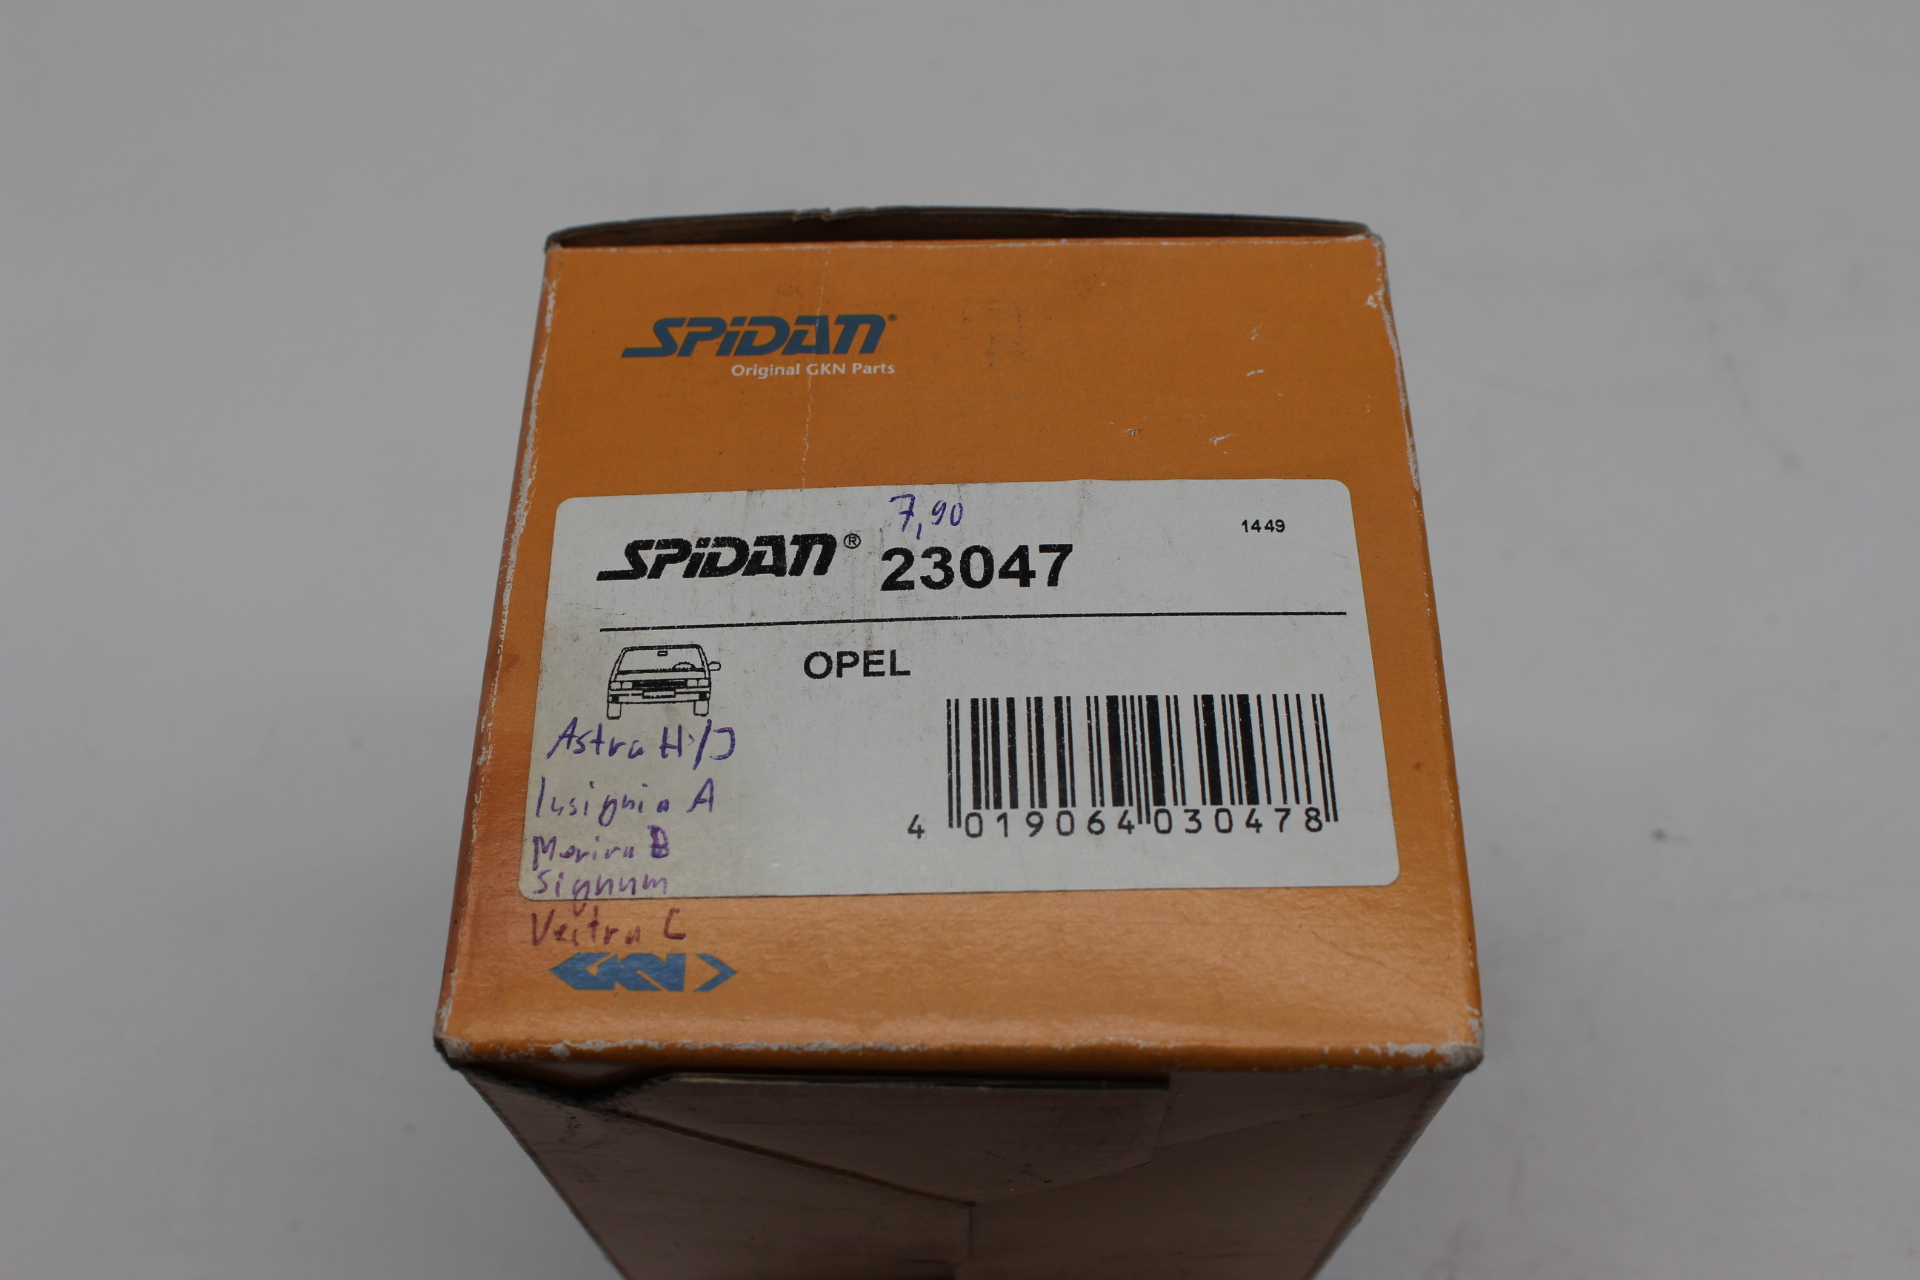 SPiDAN®
Original GKN Parts
7,90
1449
SPiDAN® 23047
OPEL
Astra H/J
Insignia A
Meriva B
Signum
Vectra C
4 019064 030478
GKN